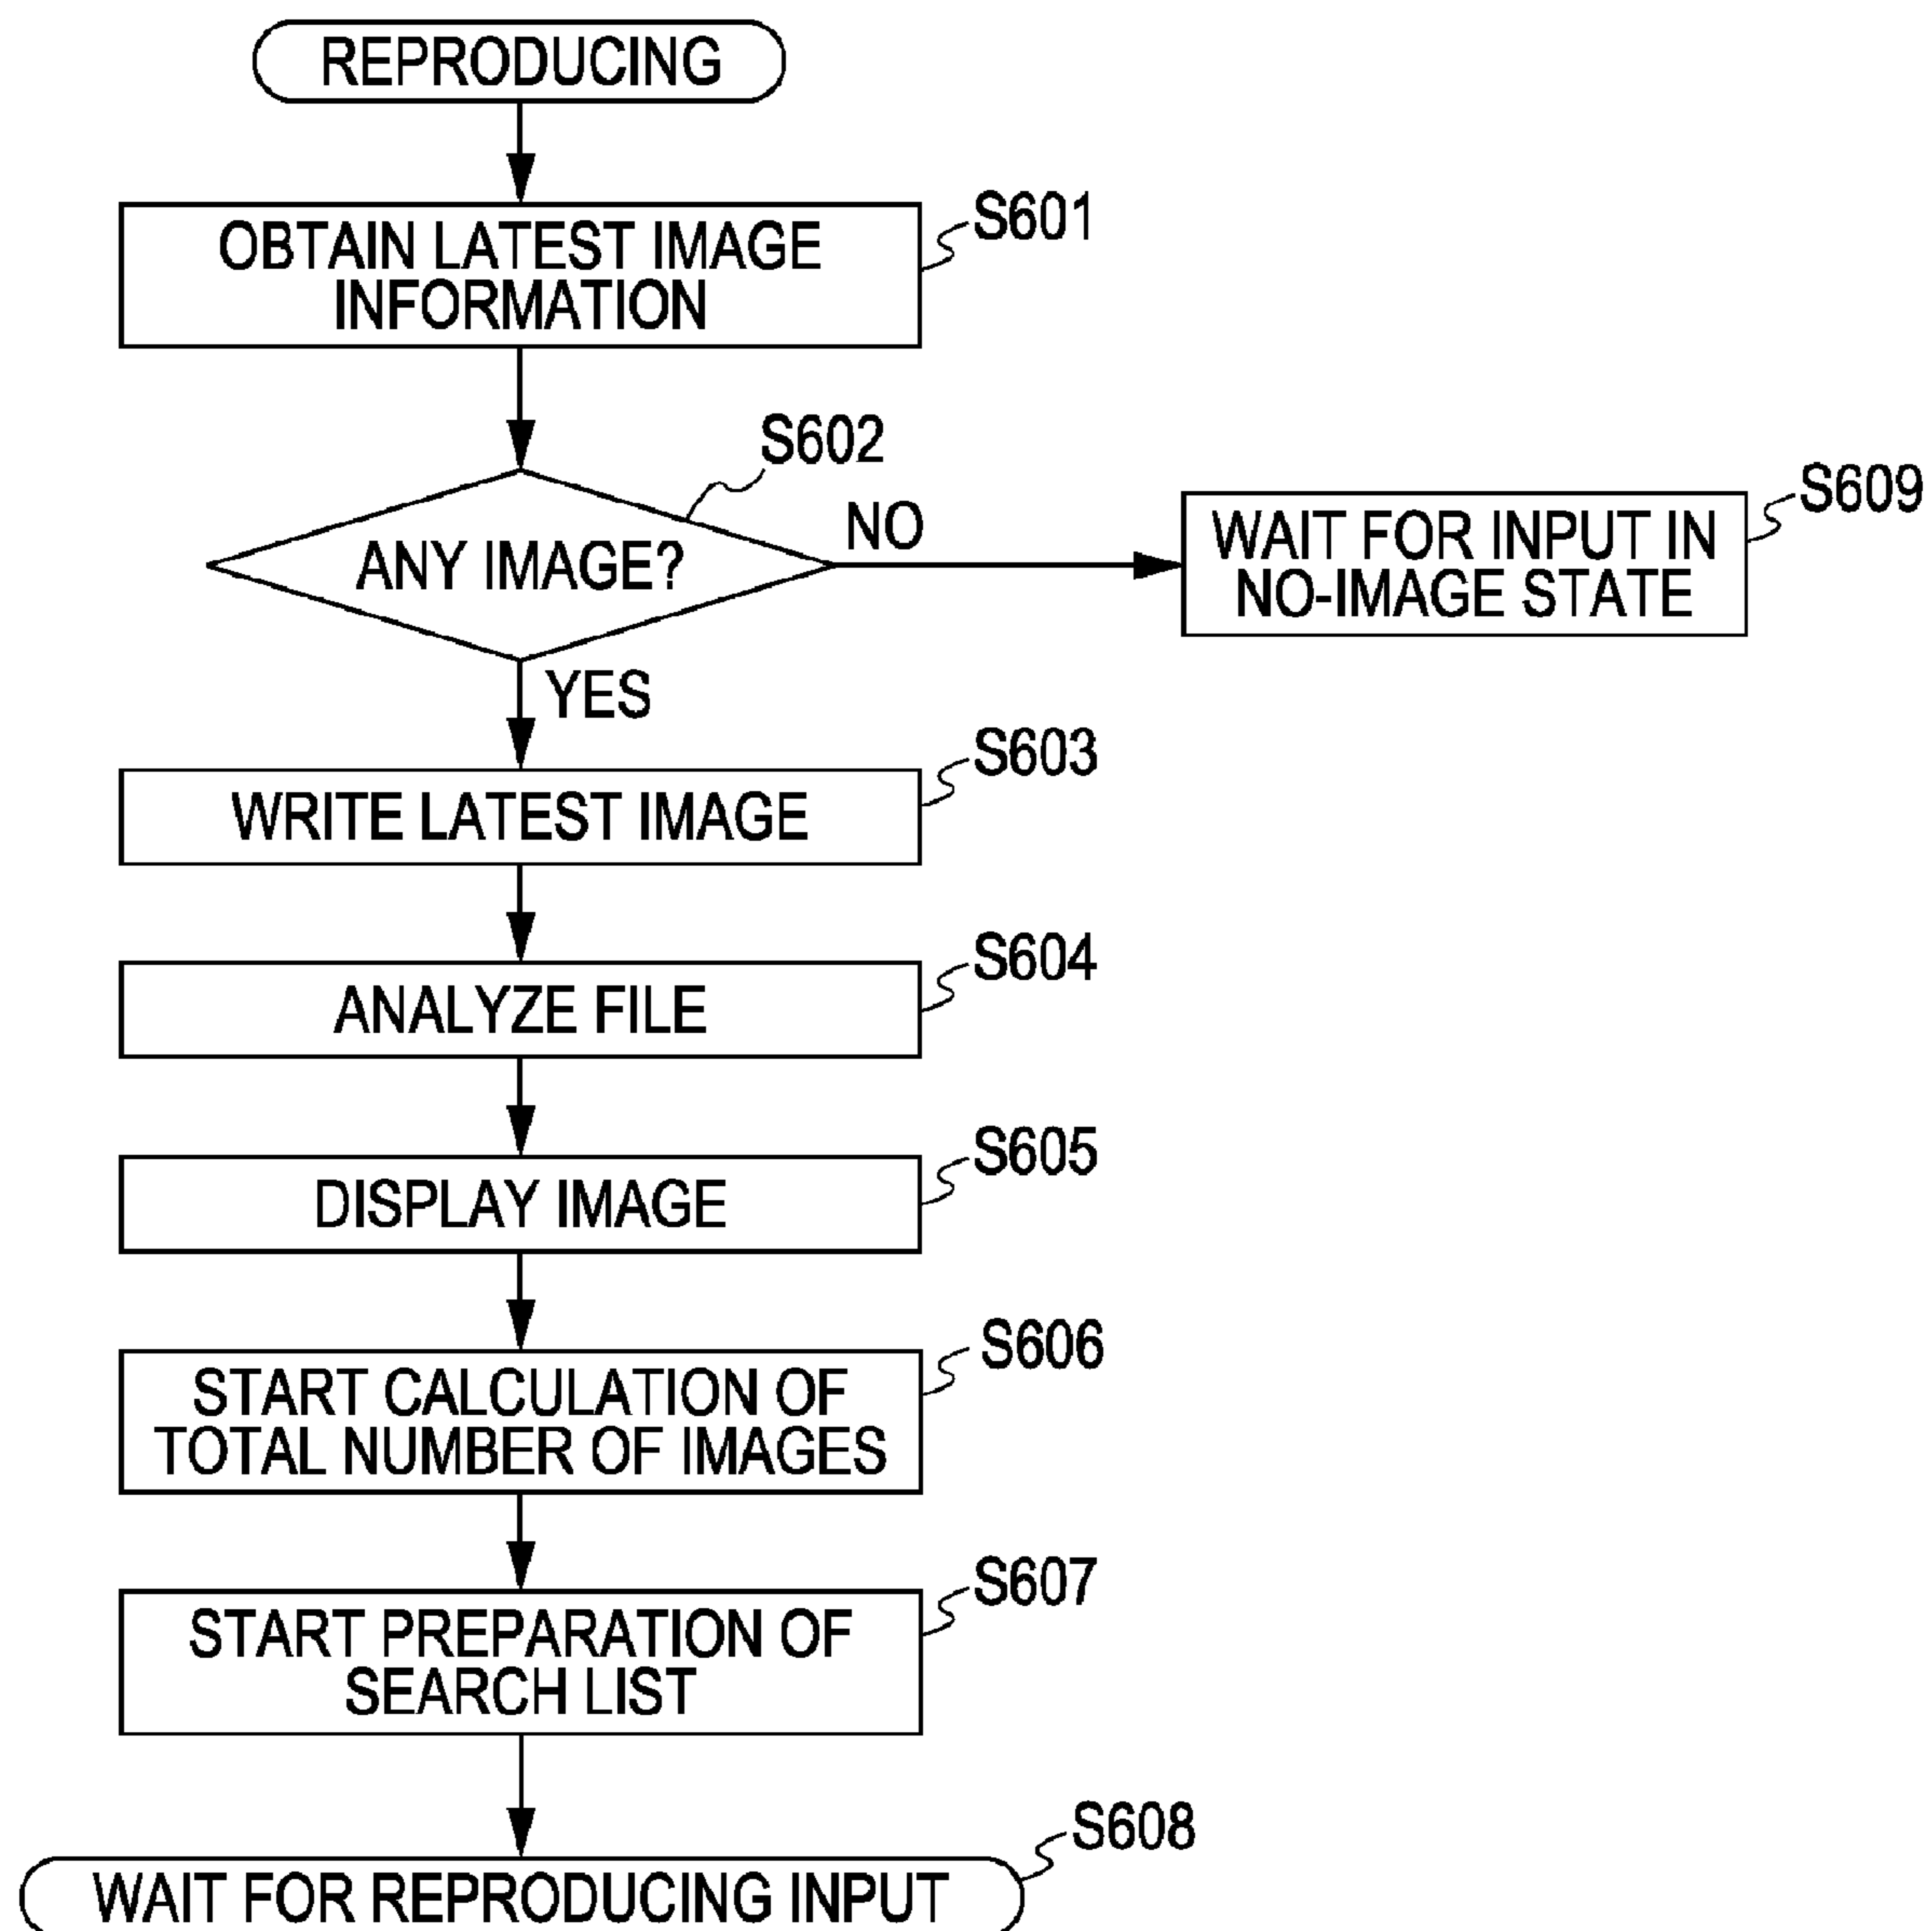 REPRODUCING
S601
OBTAIN LATEST IMAGE
INFORMATION
S602
ANY IMAGE?
NO
S609
WAIT FOR INPUT IN
NO-IMAGE STATE
YES
S603
WRITE LATEST IMAGE
S604
ANALYZE FILE
S605
DISPLAY IMAGE
S606
START CALCULATION OF
TOTAL NUMBER OF IMAGES
S607
START PREPARATION OF
SEARCH LIST
S608
WAIT FOR REPRODUCING INPUT